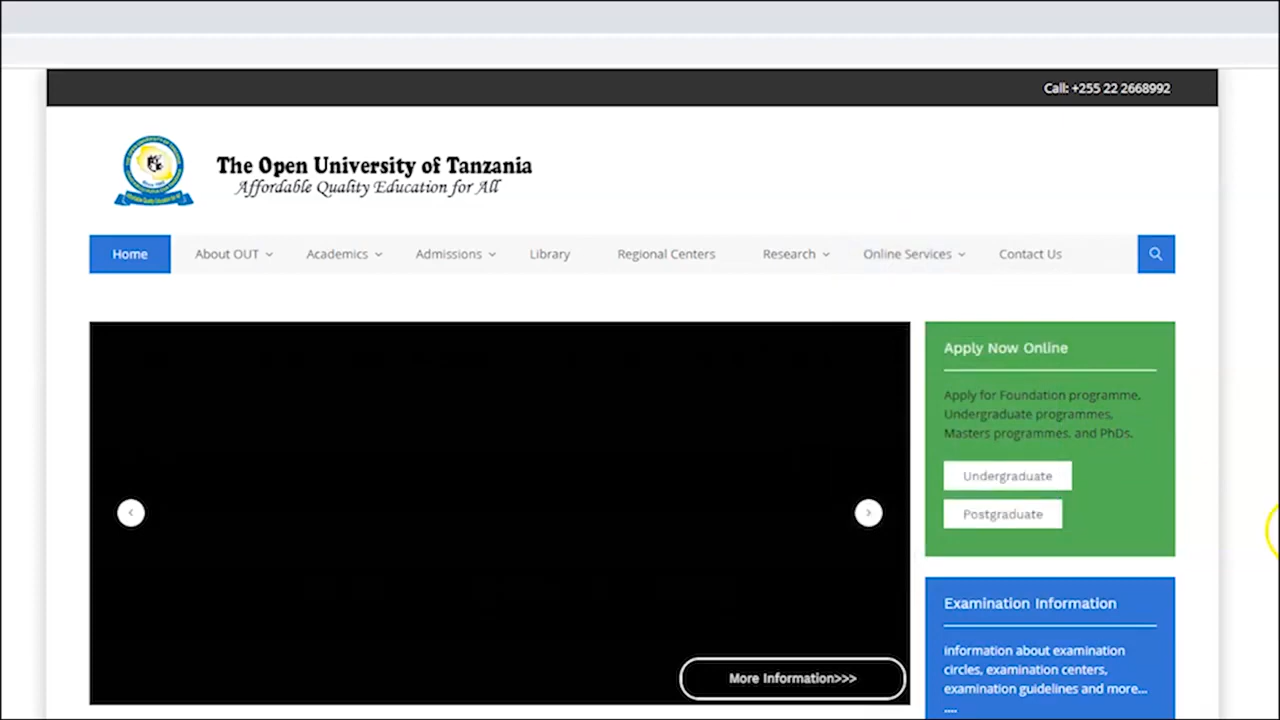 Call: +255 22 2668992
The Open University of Tanzania
Affordable Quality Education for All
Home About OUT Academics Admissions Library Regional Centers Research Online Services Contact Us
Apply Now Online
Apply for Foundation programme,
Undergraduate programmes,
Masters programmes. and PhDs.
Undergraduate
Postgraduate
More Information>>>
Examination Information
information about examination
circles, examination centers,
examination guidelines and more...
....